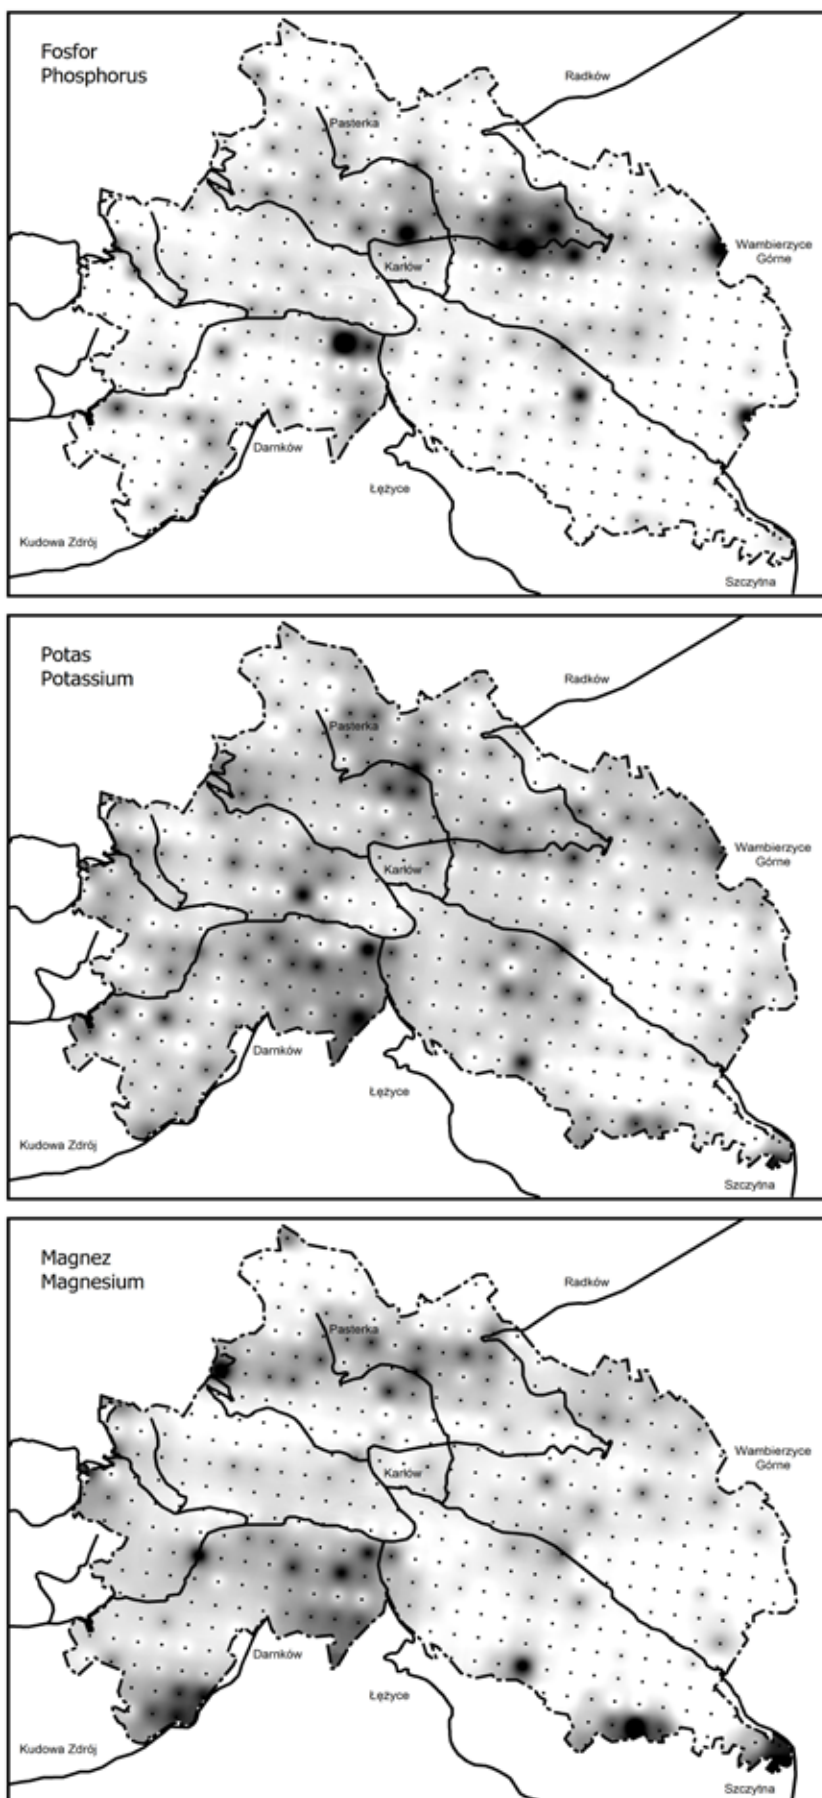 Fosfor
Phosphorus
Radków
Pasterka
Wambierzyce
Górne
Karłów
Darnków
Łężyce
Kudowa Zdrój
Szczytna
Potas
Potassium
Radków
Pasterka
Wambierzyce
Górne
Karłów
Darnków
Łężyce
Kudowa Zdrój
Szczytna
Magnez
Magnesium
Radków
Pasterka
Wambierzyce
Górne
Karłów
Darnków
Łężyce
Kudowa Zdrój
Szczytna